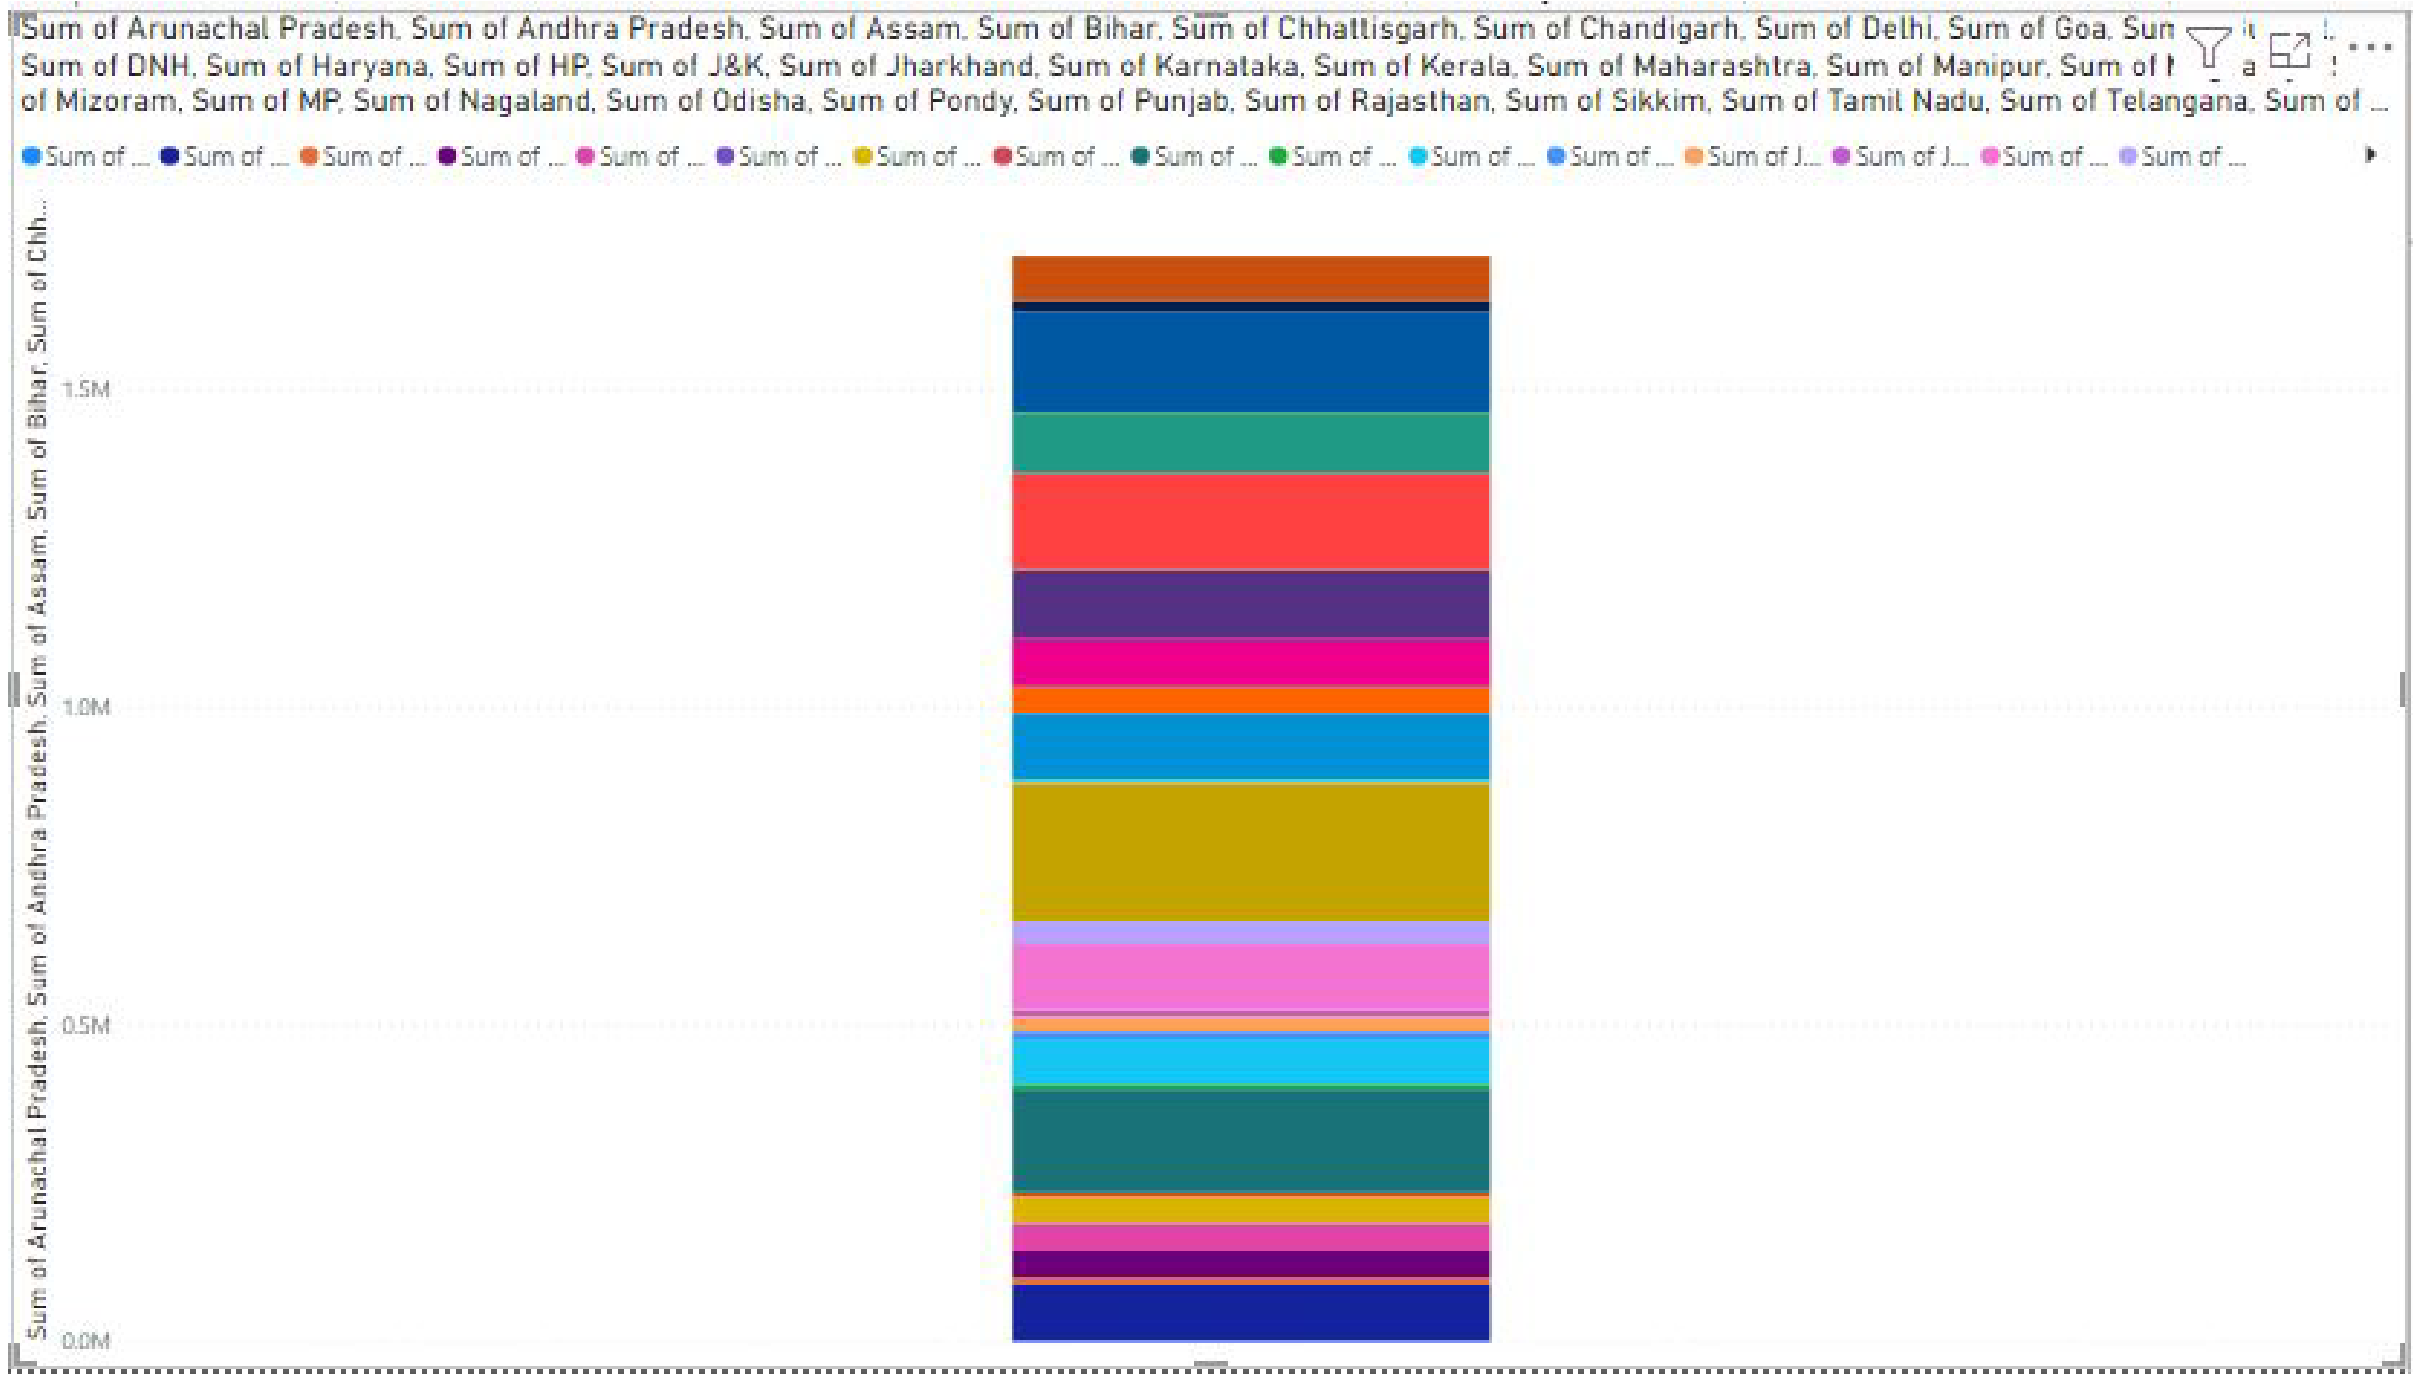 Sum of Arunachal Pradesh, Sum of Andhra Pradesh, Sum of Assam, Sum of Bihar, Sum of Chhattisgarh, Sum of Chandigarh, Sum of Delhi, Sum of Goa, Sum
Sum of DNH, Sum of Haryana, Sum of HP, Sum of J&K, Sum of Jharkhand, Sum of Karnataka, Sum of Kerala, Sum of Maharashtra, Sum of Manipur, Sum of
of Mizoram, Sum of MP, Sum of Nagaland, Sum of Odisha, Sum of Pondy, Sum of Punjab, Sum of Rajasthan, Sum of Sikkim, Sum of Tamil Nadu, Sum of Telangana, Sum of ...
Sum of ... Sum of ... Sum of ... Sum of ... Sum of ... Sum of ... Sum of ... Sum of ... Sum of ... Sum of ... Sum of ... Sum of ... Sum of J... Sum of J... Sum of ... Sum of ...
Sum of Arunachal Pradesh, Sum of Andhra Pradesh, Sum of Assam, Sum of Bihar, Sum of Chh...
1.5M
1.0M
0.5M
0.0M